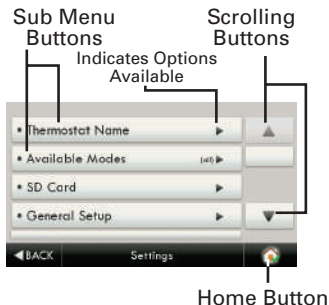 Sub Menu
Buttons
Scrolling
Buttons
Indicates Options
Available
• Thermostat Name
• Available Modes (all)
• SD Card
• General Setup
BACK Settings
Home Button